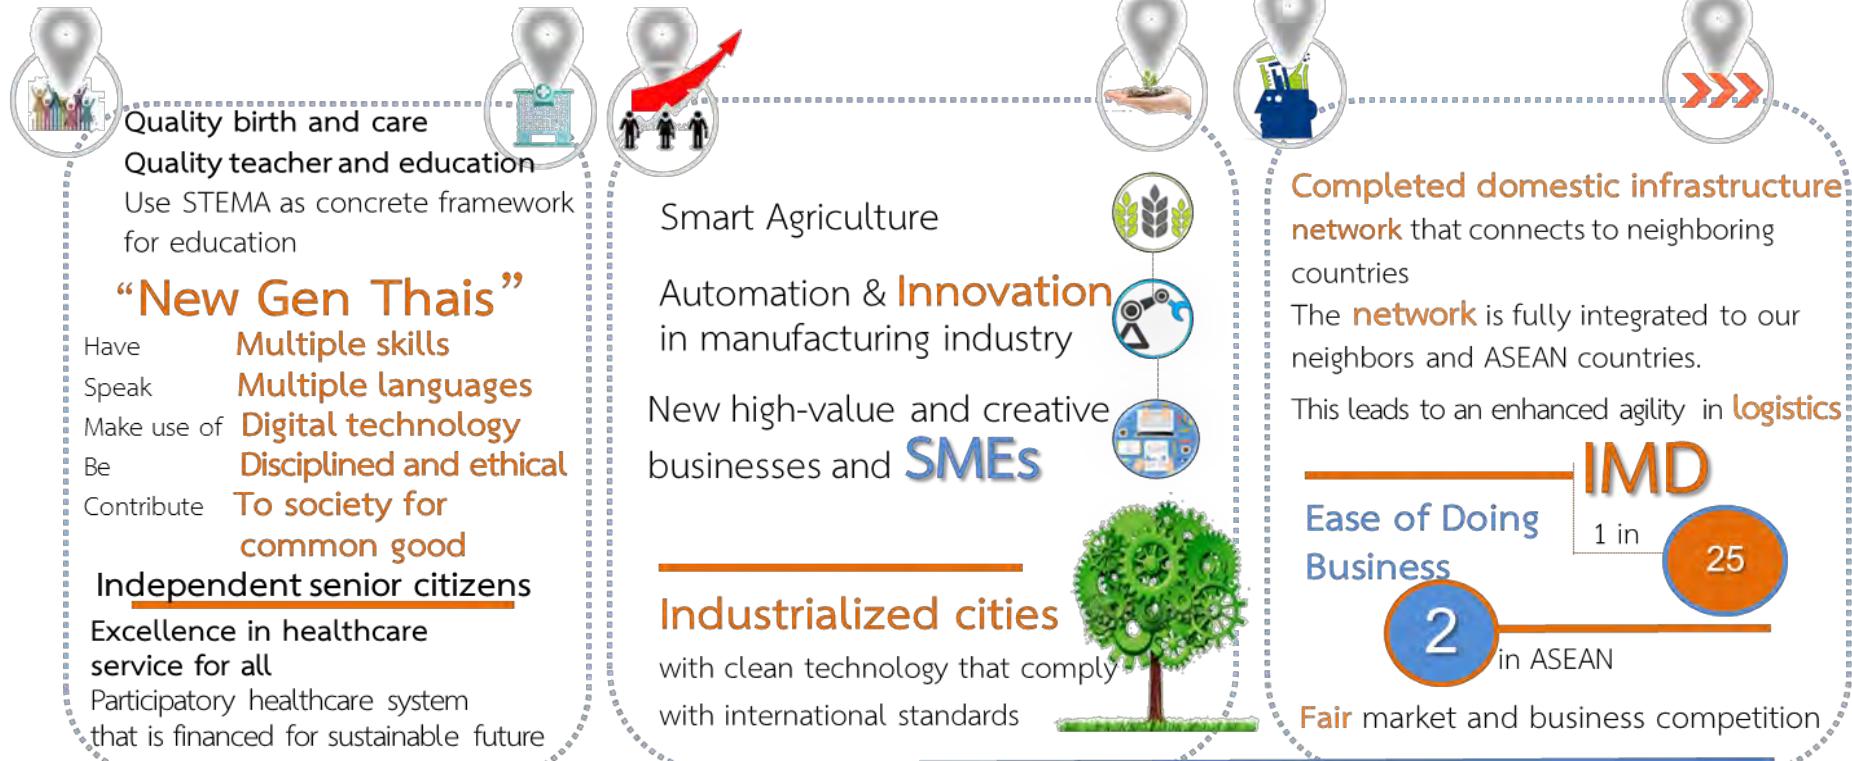 Quality birth and care
Quality teacher and education
Use STEMA as concrete framework
for education
“New Gen Thais”
Have Multiple skills
Speak Multiple languages
Make use of Digital technology
Be Disciplined and ethical
Contribute To society for
common good
Independent senior citizens
Excellence in healthcare
service for all
Participatory healthcare system
that is financed for sustainable future
Smart Agriculture
Automation & Innovation
in manufacturing industry
New high-value and creative
businesses and SMEs
Industrialized cities
with clean technology that comply
with international standards
Completed domestic infrastructure
network that connects to neighboring
countries
The network is fully integrated to our
neighbors and ASEAN countries.
This leads to an enhanced agility in logistics
IMD
1 in 25
Ease of Doing
Business
2
in ASEAN
Fair market and business competition